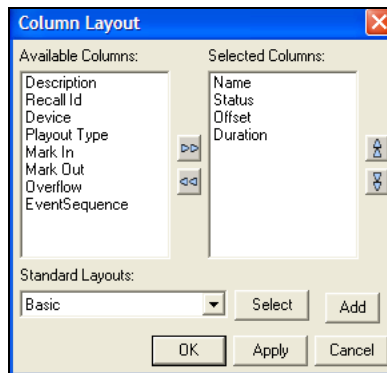 Column Layout
Available Columns:
Description
Recall Id
Device
Playout Type
Mark In
Mark Out
Overflow
EventSequence
Selected Columns:
Name
Status
Offset
Duration
Standard Layouts:
Basic
Select
Add
OK
Apply
Cancel